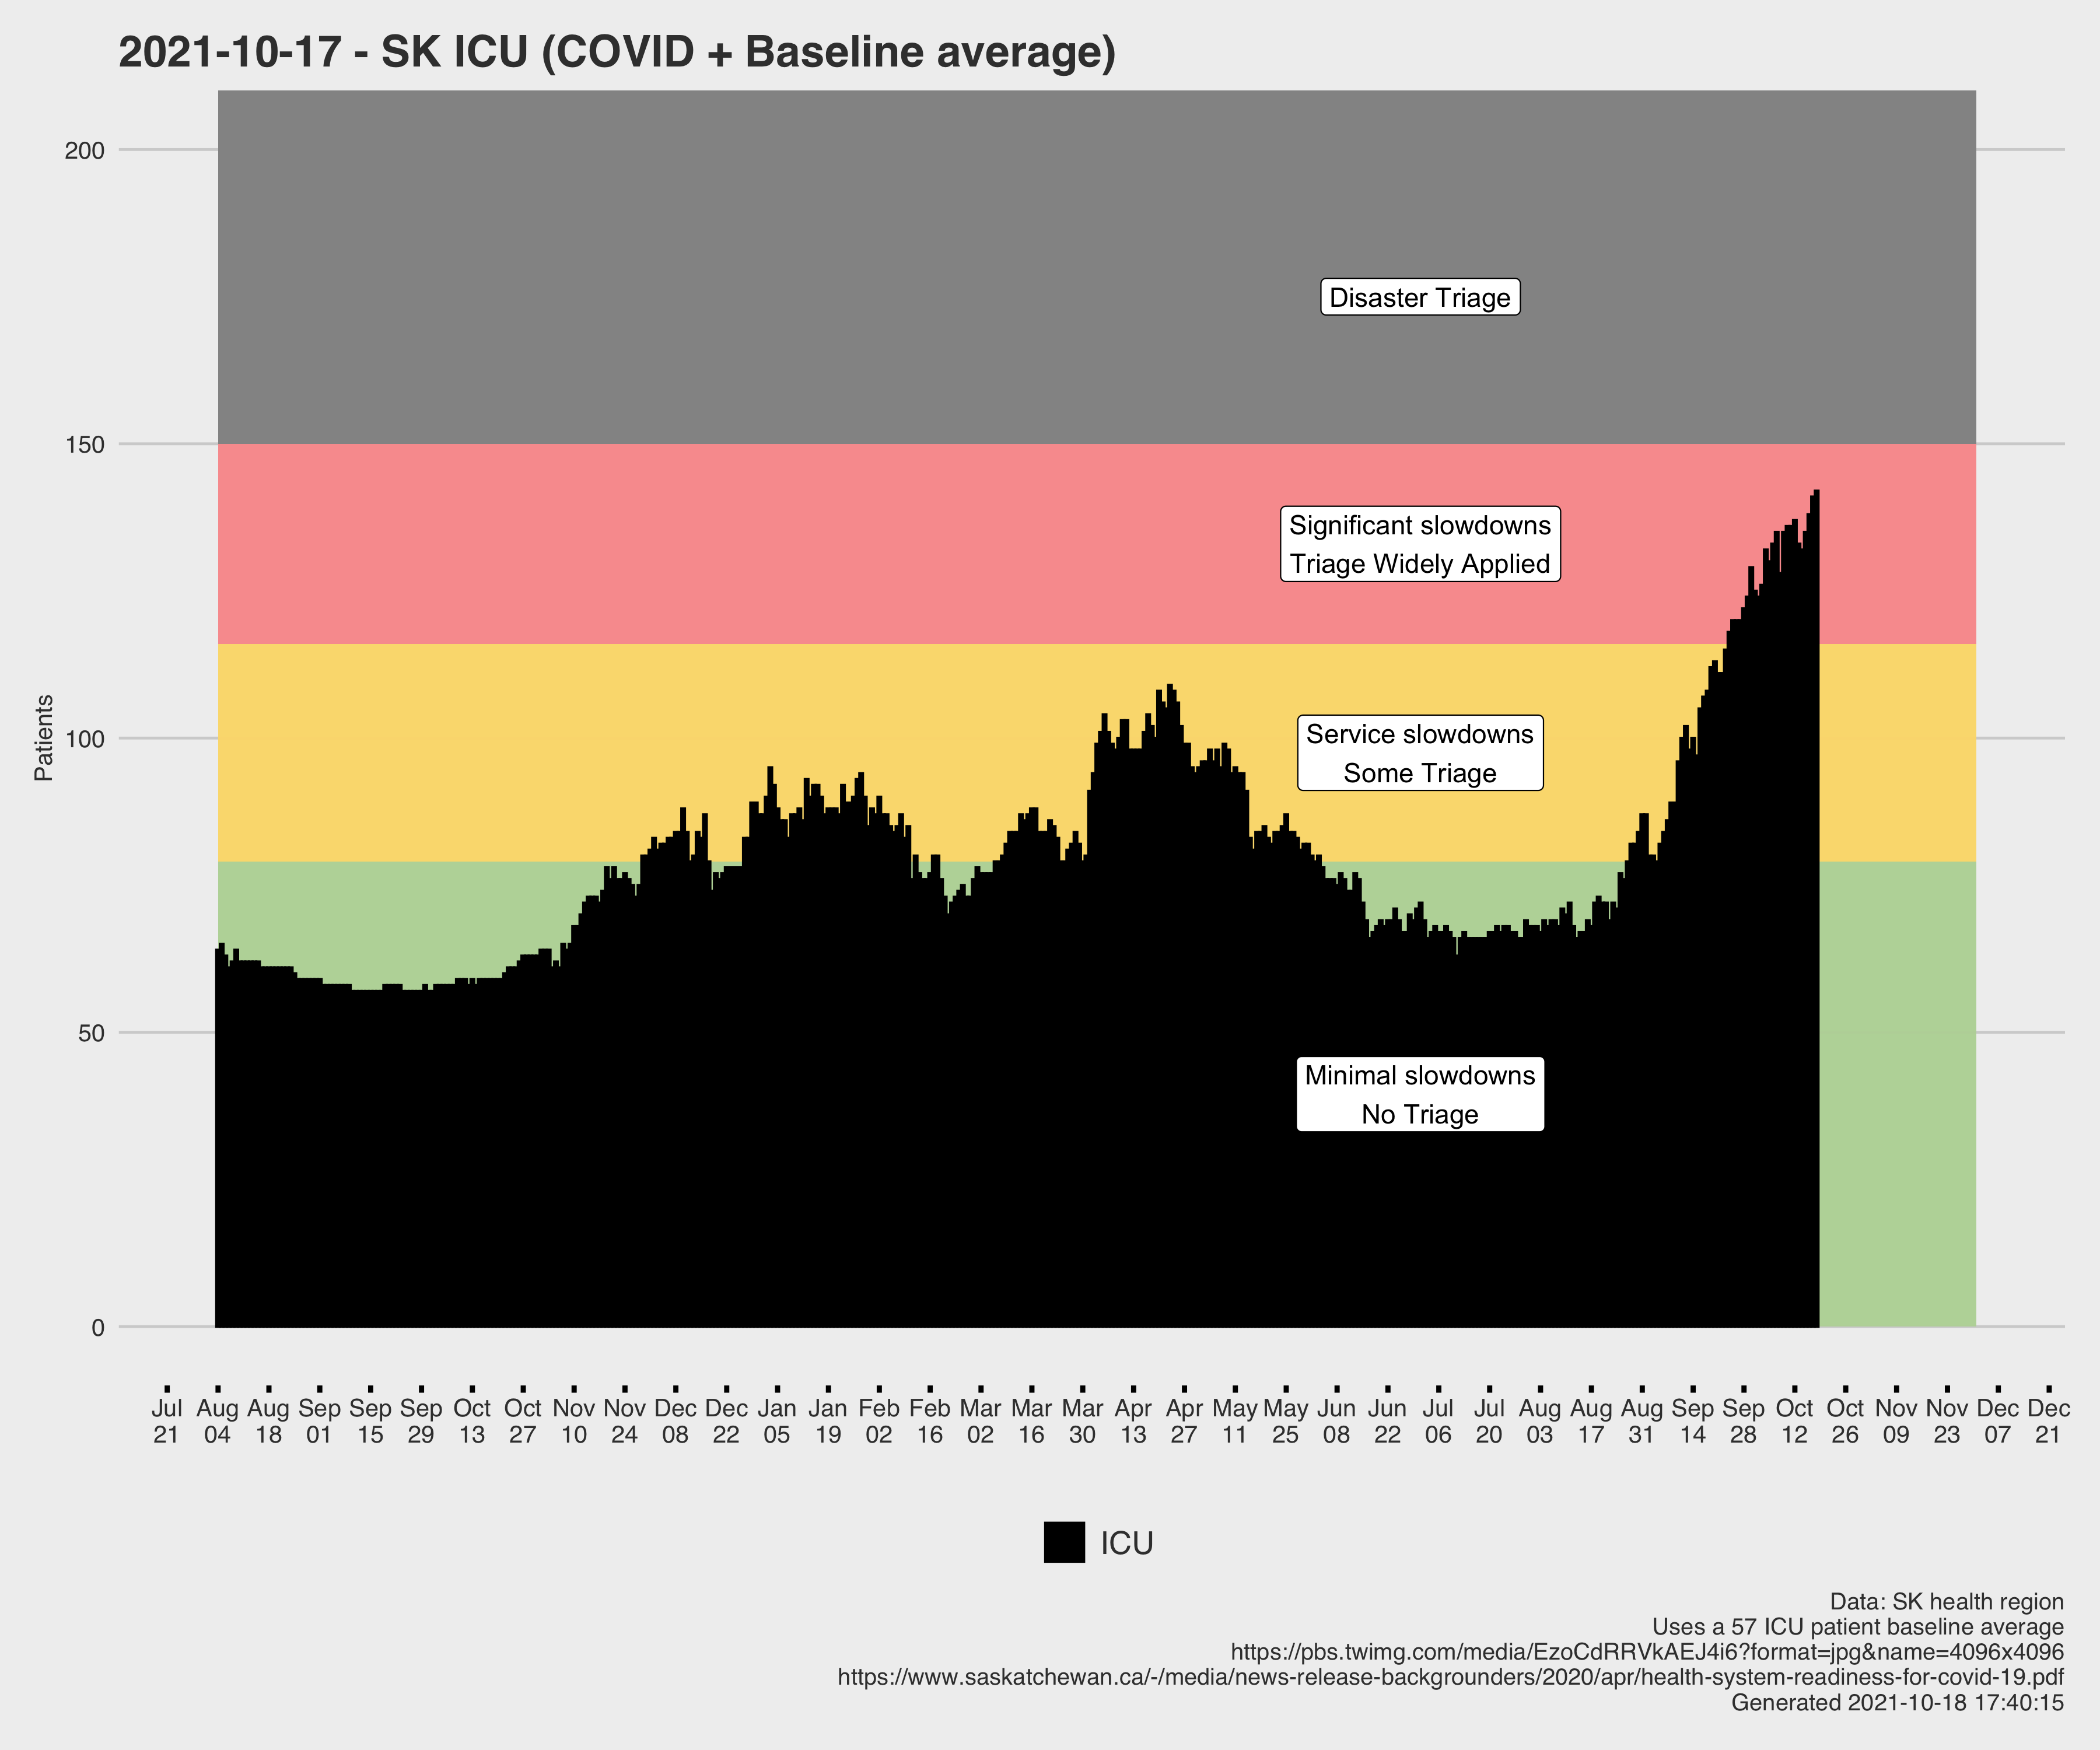 2021-10-17 - SK ICU (COVID + Baseline average)
200
150
100
50
0
Patients
Disaster Triage
Significant slowdowns
Triage Widely Applied
Service slowdowns
Some Triage
Minimal slowdowns
No Triage
Jul Aug Aug Sep Sep Sep Oct Oct Nov Nov Dec Dec Jan Jan Feb Feb Mar Mar Mar Apr Apr May May Jun Jun Jul Jul Aug Aug Aug Sep Sep Oct Oct Nov Nov Dec Dec
21 04 18 01 15 29 13 27 10 24 08 22 05 19 02 16 02 16 30 13 27 11 25 08 22 06 20 03 17 31 14 28 12 26 09 23 07 21
ICU
Data: SK health region
Uses a 57 ICU patient baseline average
https://pbs.twimg.com/media/EzoCdRRVkAEJ4i6?format=jpg&name=4096x4096
https://www.saskatchewan.ca/-/media/news-release-backgrounders/2020/apr/health-system-readiness-for-covid-19.pdf
Generated 2021-10-18 17:40:15